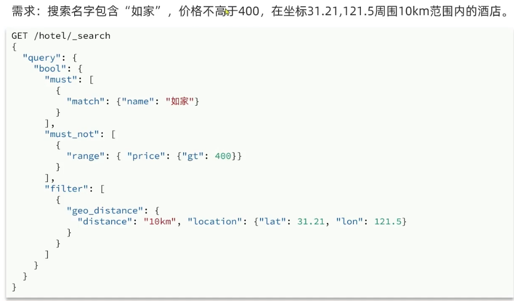 需求：搜索名字包含“如家”，价格不高于400，在坐标31.21,121.5周围10km范围内的酒店。
GET /hotel/_search
{
  "query": {
    "bool": {
      "must": [
        {
          "match": {"name": "如家"}
        }
      ],
      "must_not": [
        {
          "range": { "price": {"gt": 400}}
        }
      ],
      "filter": [
        {
          "geo_distance": {
            "distance": "10km", "location": {"lat": 31.21, "lon": 121.5}
          }
        }
      ]
    }
  }
}